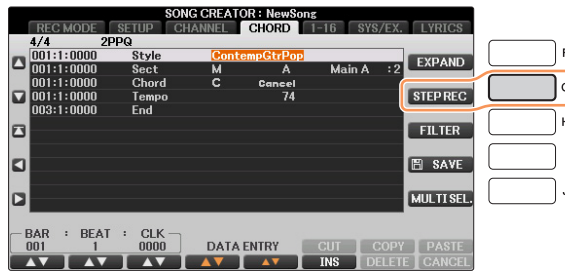 SONG CREATOR : NewSong
REC MODE SETUP CHANNEL CHORD 1-16 SYS/EX. LYRICS
4/4 2PPQ
001:1:0000 Style ContempGtrPop
001:1:0000 Sect M A Main A :2
001:1:0000 Chord C Cancel
001:1:0000 Tempo 74
003:1:0000 End
EXPAND
STEP REC
FILTER
SAVE
MULTI SEL.
BAR : BEAT : CLK
001 1 0000 DATA ENTRY CUT COPY PASTE
INS DELETE CANCEL